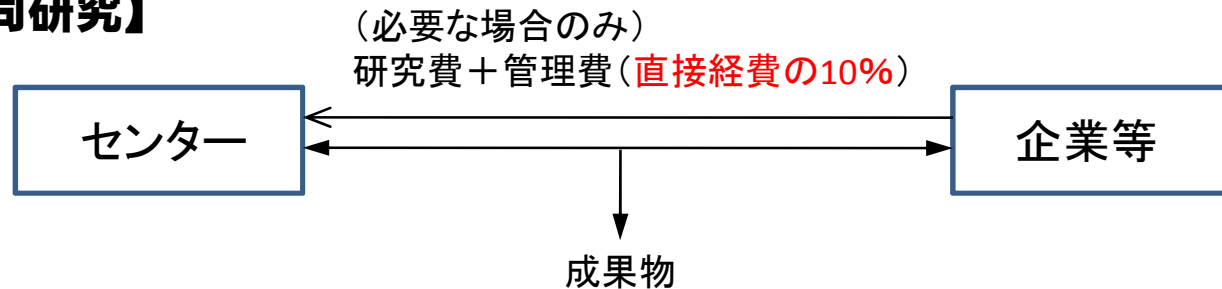 同研究】
（必要な場合のみ）
研究費＋管理費（直接経費の10％）
センター
企業等
成果物